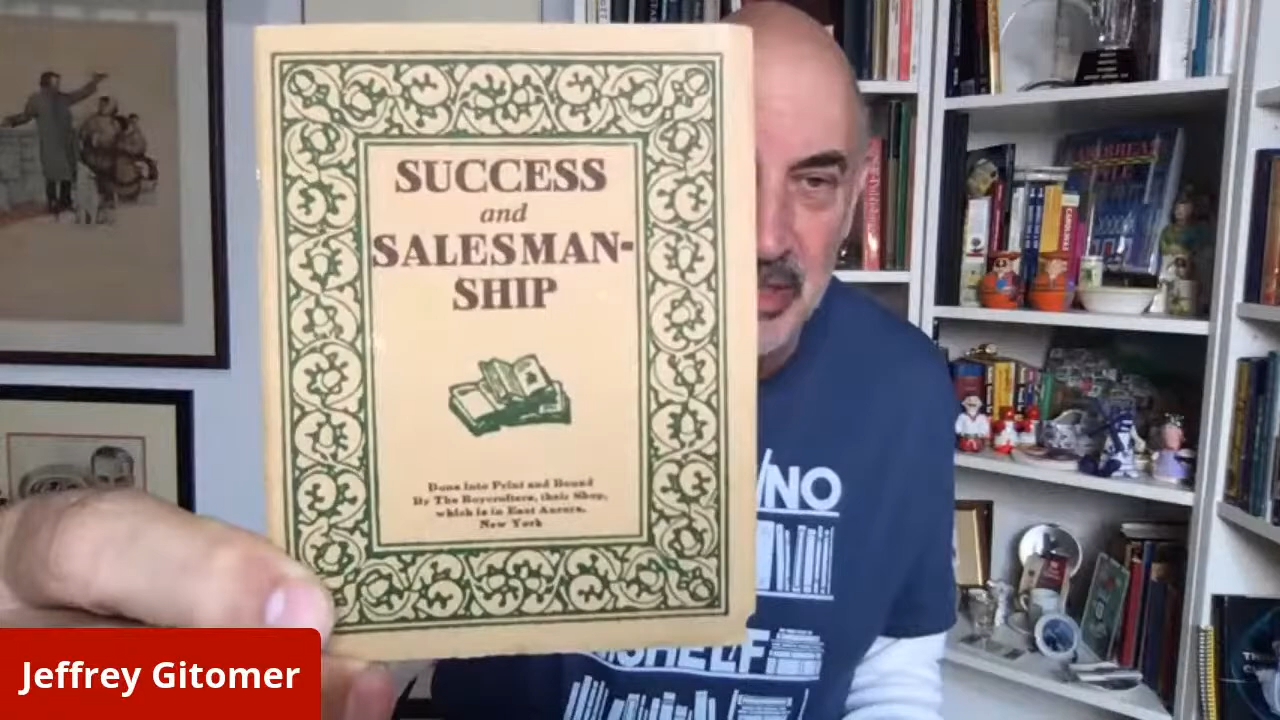 SUCCESS
and
SALESMAN-
SHIP
Done Into Print and Bound
By The Roycrofters, their Shop,
which is in East Aurora,
New York
/NO
SHELF
CAROLINAS
Jeffrey Gitomer